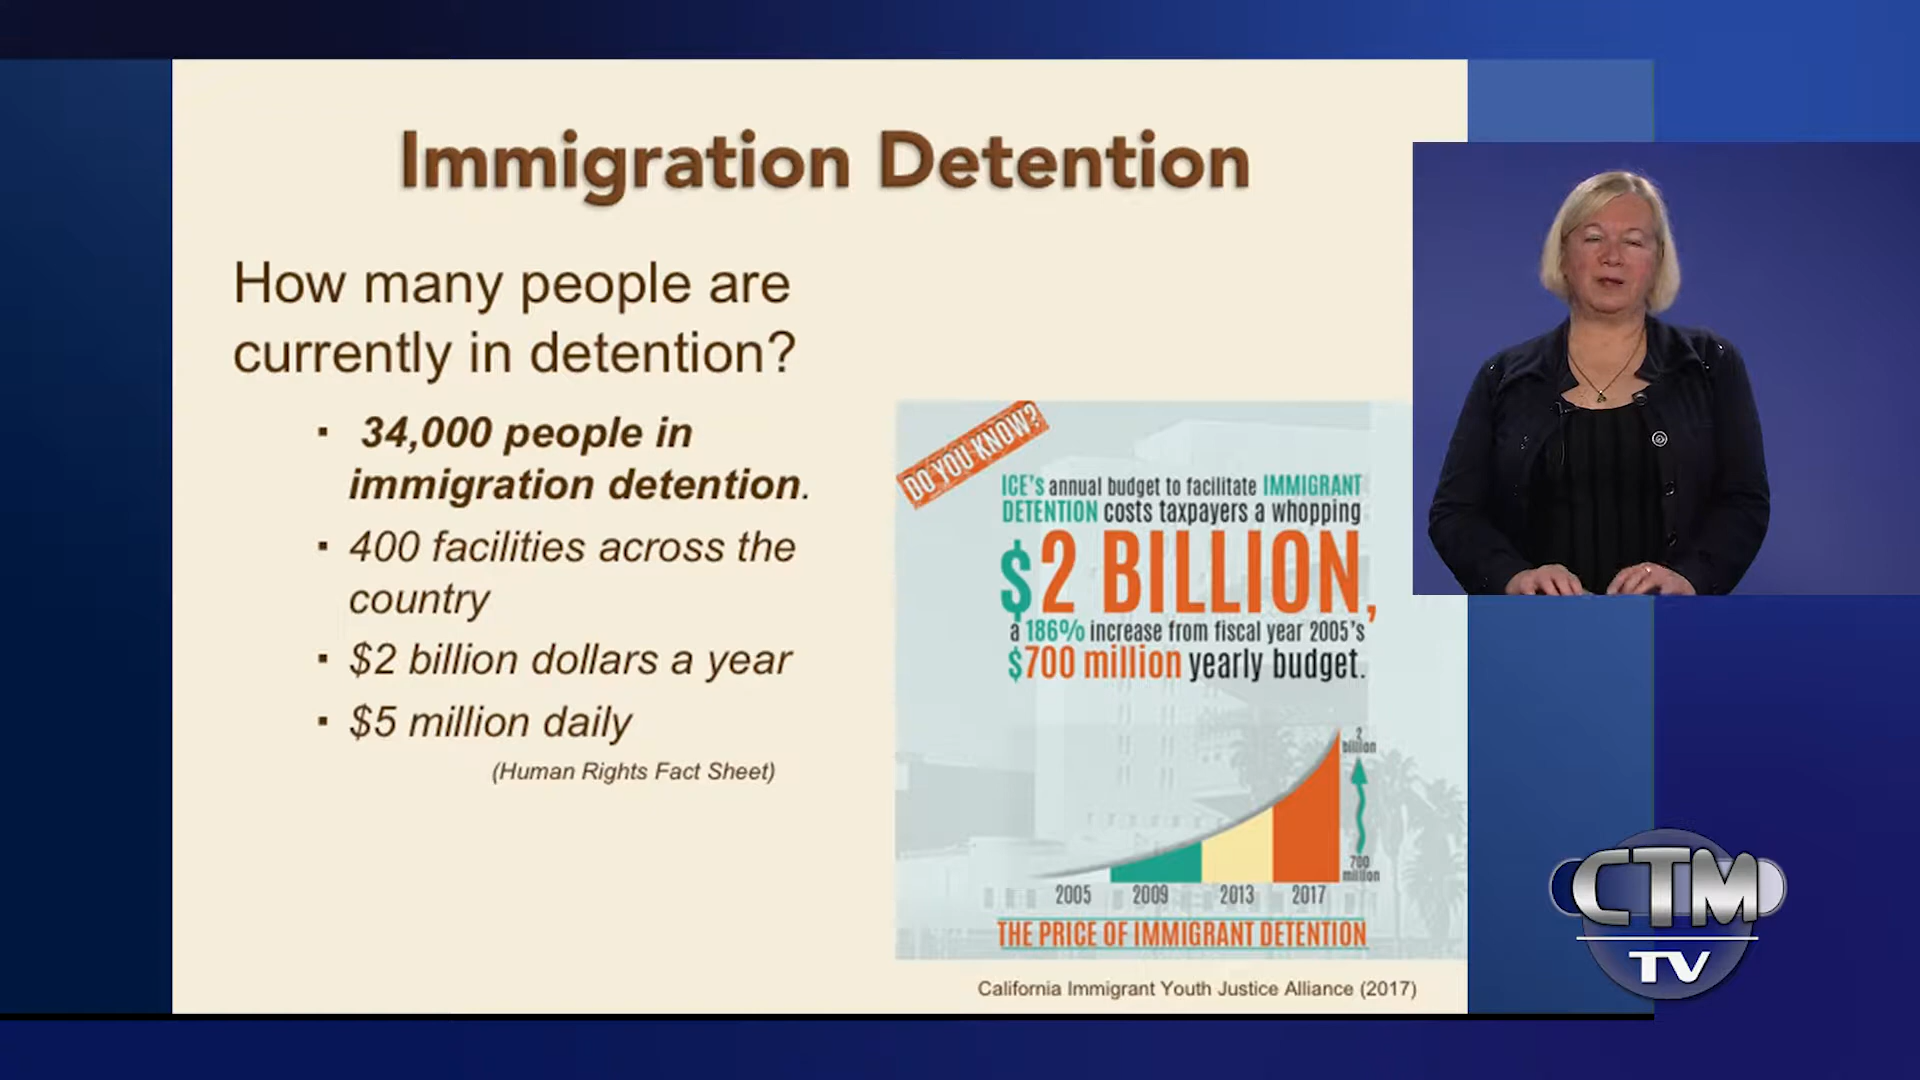 Immigration Detention
How many people are
currently in detention?
▪ 34,000 people in
immigration detention.
▪ 400 facilities across the
country
▪ $2 billion dollars a year
▪ $5 million daily
(Human Rights Fact Sheet)
DO YOU KNOW?
ICE'S annual budget to facilitate IMMIGRANT
DETENTION costs taxpayers a whopping
$2 BILLION,
a 186% increase from fiscal year 2005's
$700 million yearly budget.
2
billion
700
million
2005 2009 2013 2017
THE PRICE OF IMMIGRANT DETENTION
California Immigrant Youth Justice Alliance (2017)
CTM
TV